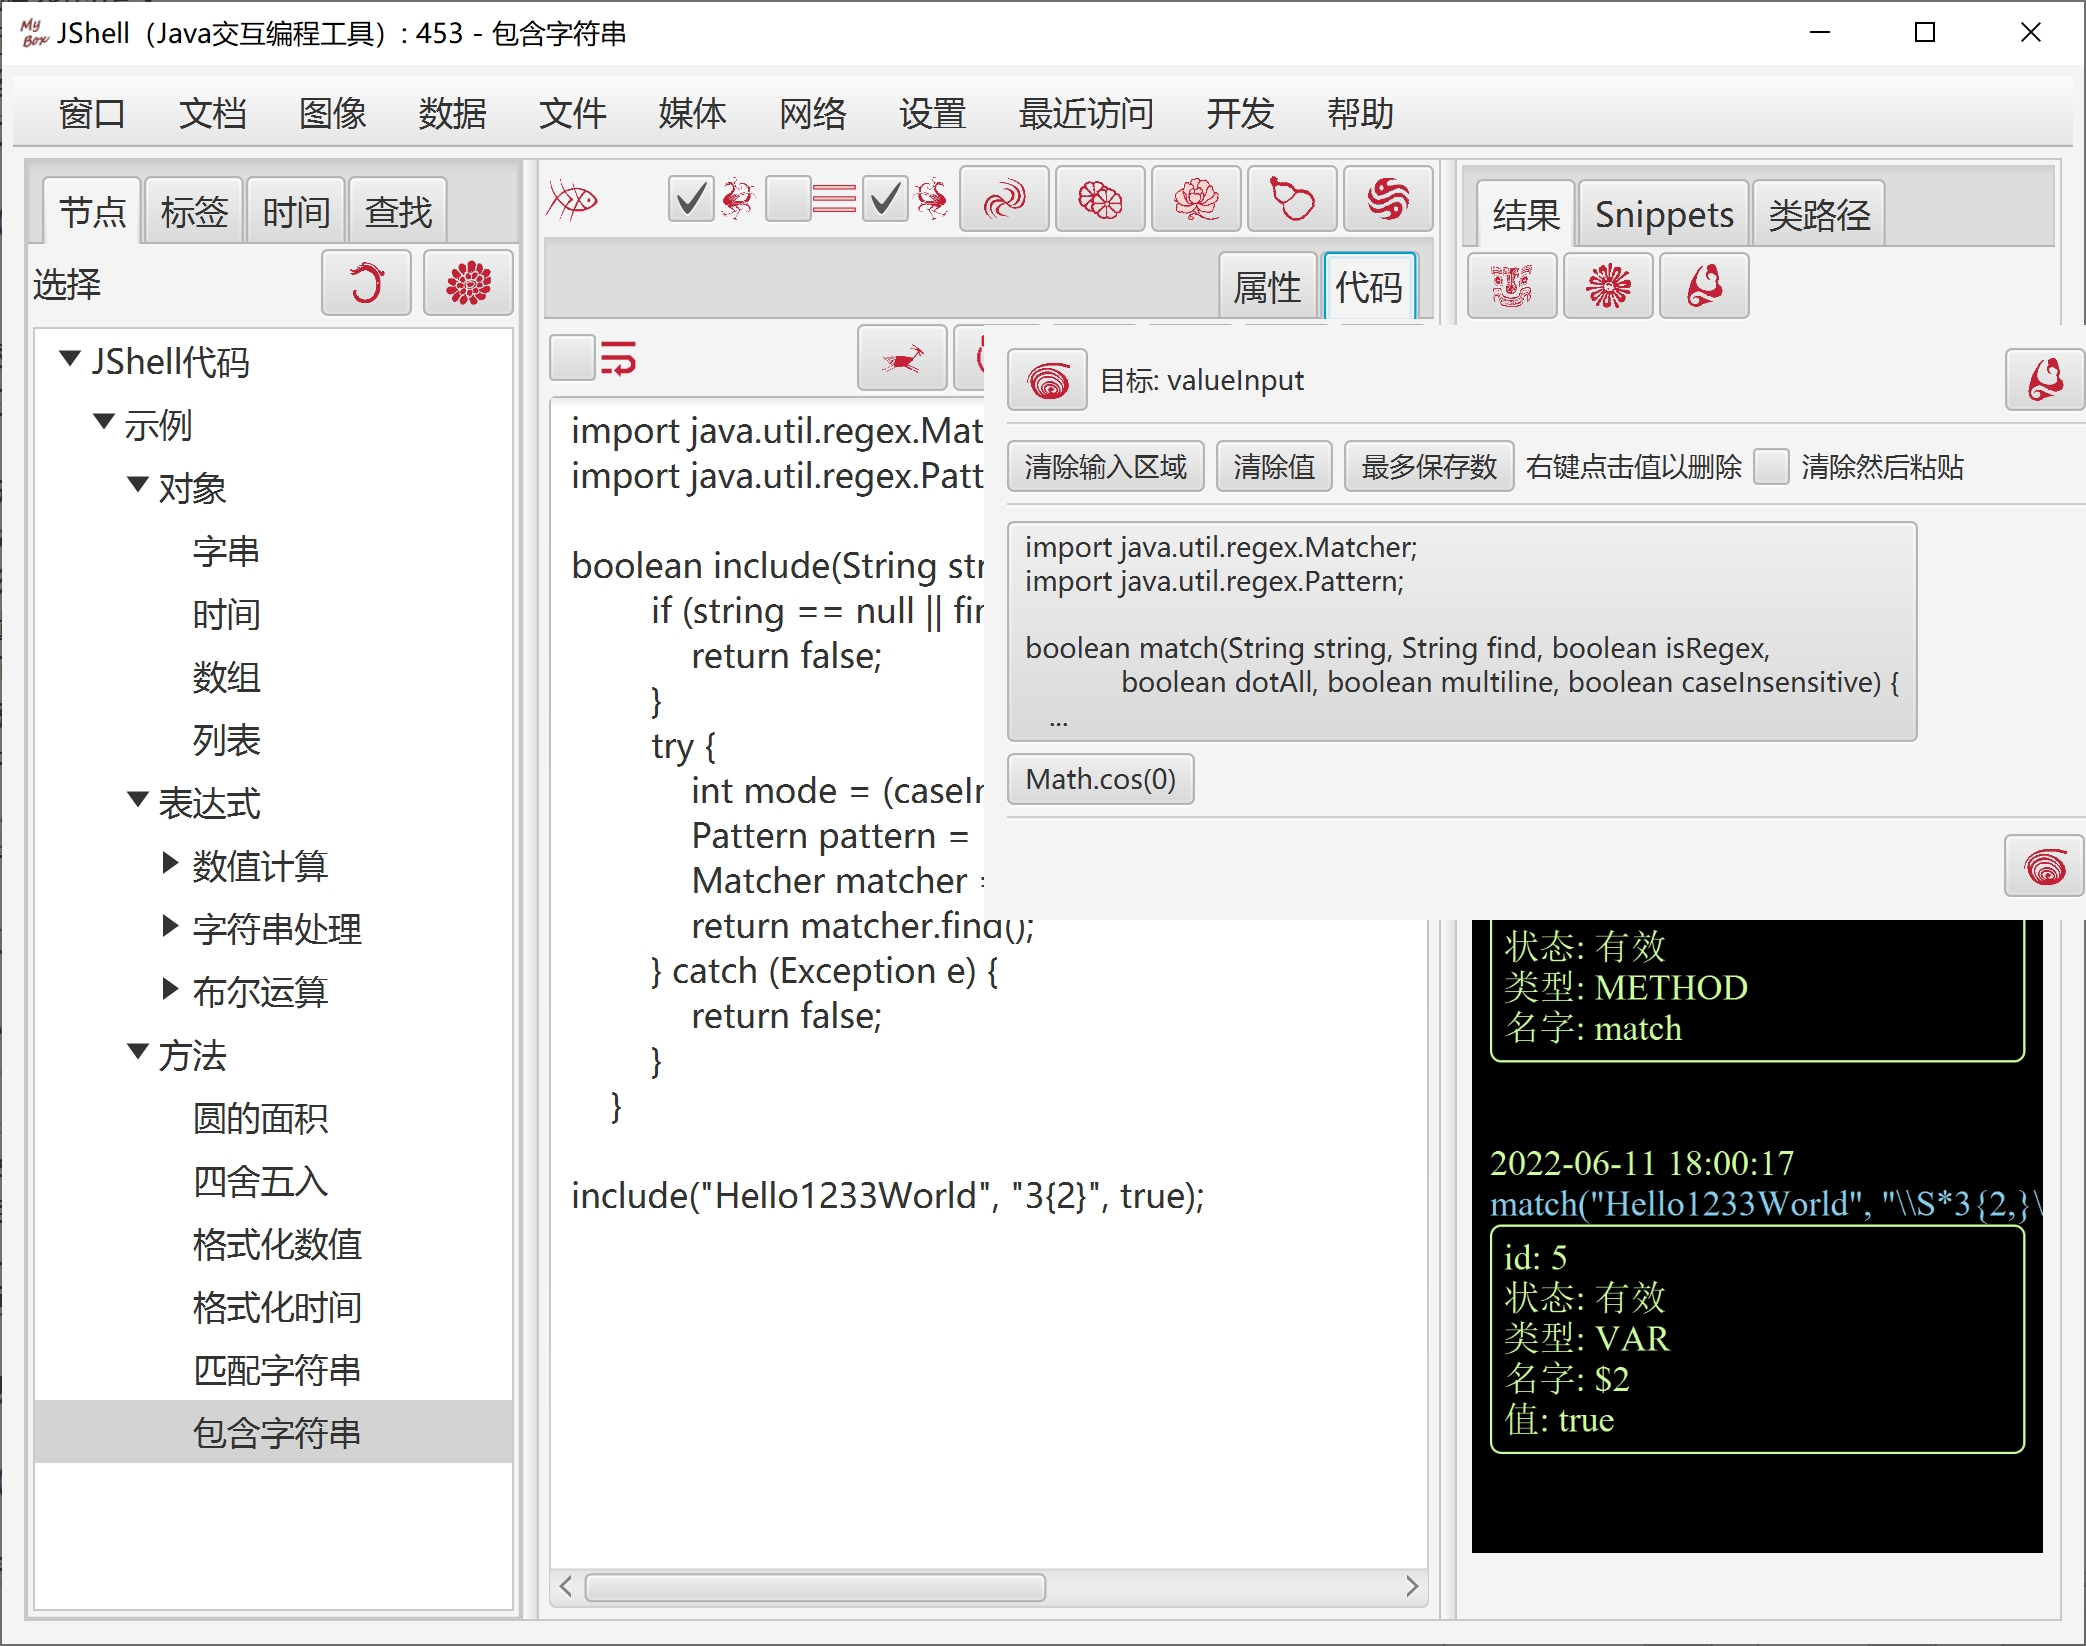 My Box JShell（Java交互编程工具）: 453 - 包含字符串
窗口 文档 图像 数据 文件 媒体 网络 设置 最近访问 开发 帮助
节点 标签 时间 查找
选择
JShell代码
示例
对象
字串
时间
数组
列表
表达式
数值计算
字符串处理
布尔运算
方法
圆的面积
四舍五入
格式化数值
格式化时间
匹配字符串
包含字符串
属性 代码
import java.util.regex.Mat
import java.util.regex.Patt
boolean include(String str
if (string == null || fin
return false;
}
try {
int mode = (caseIn
Pattern pattern =
Matcher matcher =
return matcher.find();
} catch (Exception e) {
return false;
}
}
include("Hello1233World", "3{2}", true);
结果 Snippets 类路径
目标: valueInput
清除输入区域 清除值 最多保存数 右键点击值以删除 清除然后粘贴
import java.util.regex.Matcher;
import java.util.regex.Pattern;
boolean match(String string, String find, boolean isRegex,
boolean dotAll, boolean multiline, boolean caseInsensitive) {
...
Math.cos(0)
状态: 有效
类型: METHOD
名字: match
2022-06-11 18:00:17
match("Hello1233World", "\\S*3{2,}\
id: 5
状态: 有效
类型: VAR
名字: $2
值: true